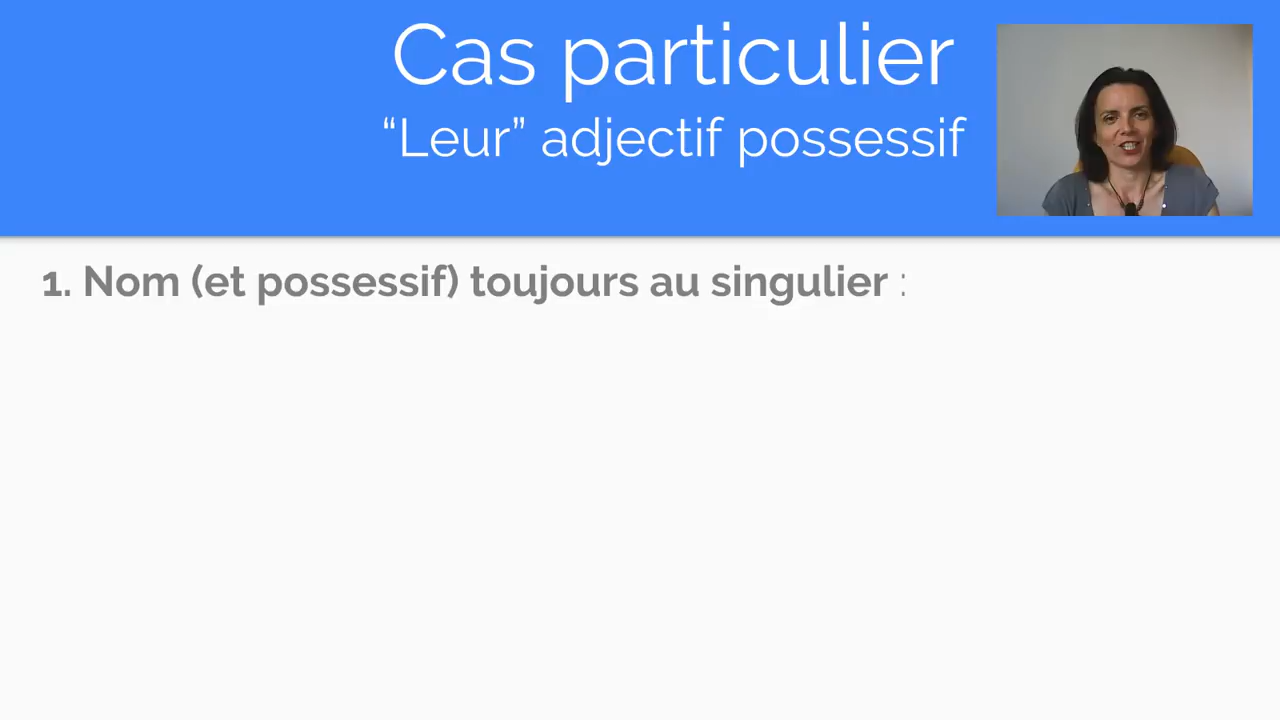 Cas particulier
“Leur” adjectif possessif
1. Nom (et possessif) toujours au singulier :